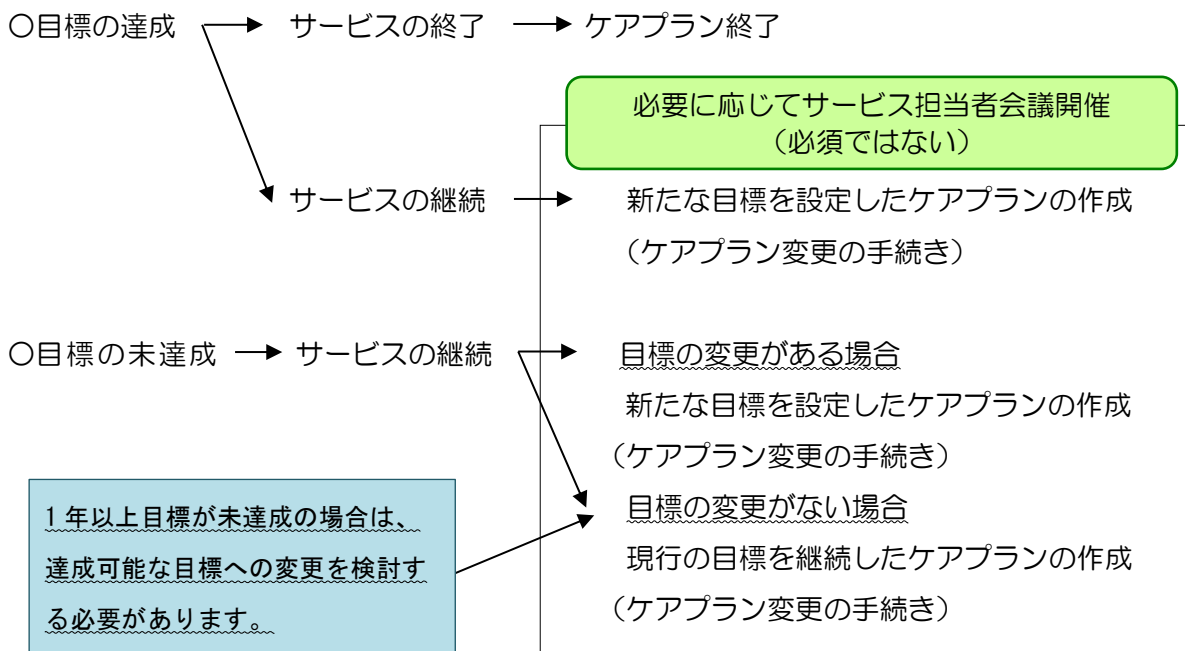 〇目標の達成 → サービスの終了 → ケアプラン終了
必要に応じてサービス担当者会議開催
（必須ではない）
サービスの継続 → 新たな目標を設定したケアプランの作成
（ケアプラン変更の手続き）
〇目標の未達成 → サービスの継続 → 目標の変更がある場合
新たな目標を設定したケアプランの作成
（ケアプラン変更の手続き）
目標の変更がない場合
現行の目標を継続したケアプランの作成
（ケアプラン変更の手続き）
1年以上目標が未達成の場合は、
達成可能な目標への変更を検討す
る必要があります。